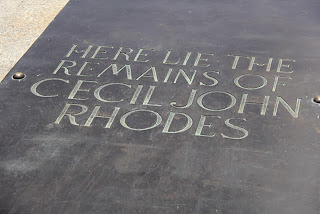 HERE LIE THE
REMAINS OF
CECIL JOHN
RHODES